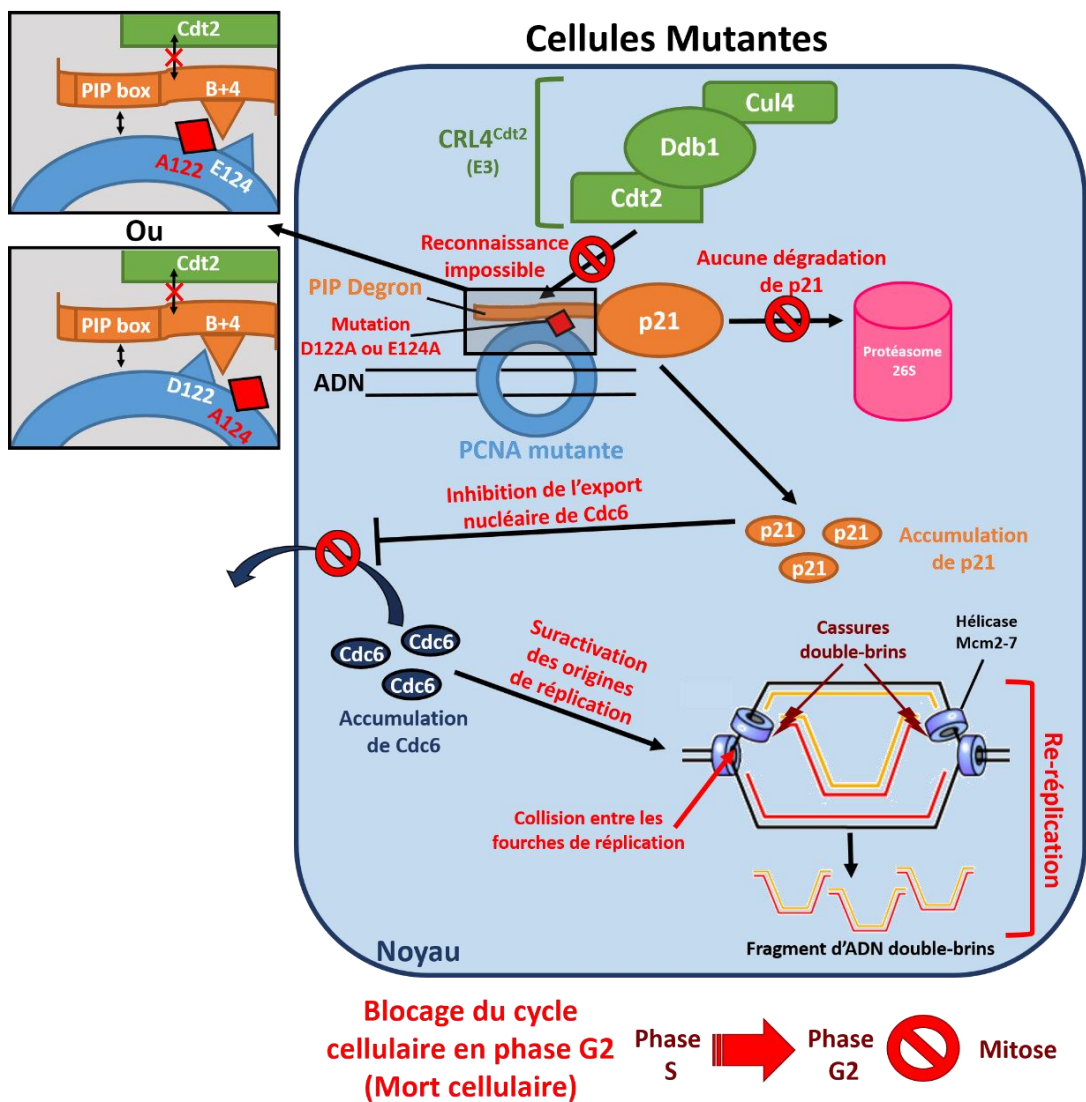 Cellules Mutantes
Cdt2
PIP box
B+4
A122
E124
Ou
Cdt2
PIP box
B+4
D122
A124
CRL4Cdt2
(E3)
Cul4
Ddb1
Cdt2
Reconnaissance
impossible
Aucune dégradation
de p21
PIP Degron
p21
Mutation
D122A ou E124A
Protéasome
26S
ADN
PCNA mutante
Inhibition de l'export
nucléaire de Cdc6
p21
p21
p21
Accumulation
de p21
Cdc6
Cdc6
Cdc6
Accumulation
de Cdc6
Suractivation
des origines
de réplication
Cassures
double-brins
Hélicase
Mcm2-7
Collision entre les
fourches de réplication
Re-réplication
Fragment d'ADN double-brins
Noyau
Blocage du cycle
cellulaire en phase G2
(Mort cellulaire)
Phase
S
Phase
G2
Mitose